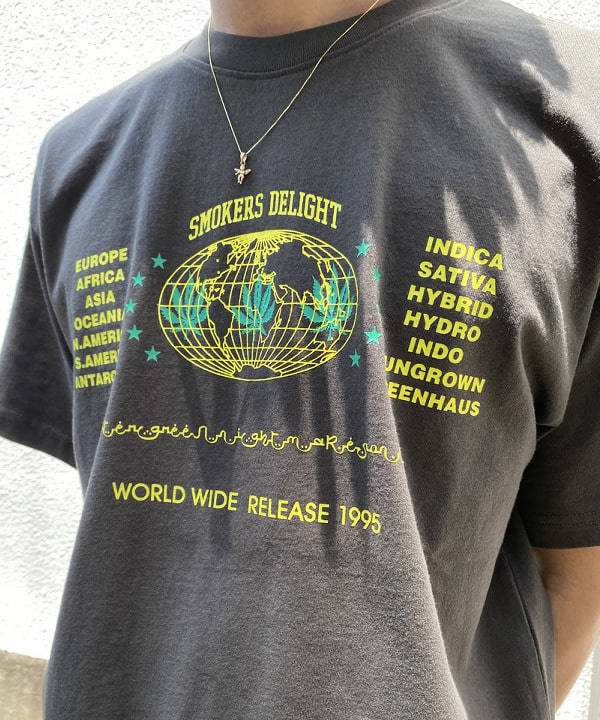 SMOKERS DELIGHT
EUROPE
AFRICA
ASIA
OCEANI
N.AMERI
S.AMERI
ANTARC
INDICA
SATIVA
HYBRID
HYDRO
INDO
UNGROWN
EENHAUS
WORLD WIDE RELEASE 1995